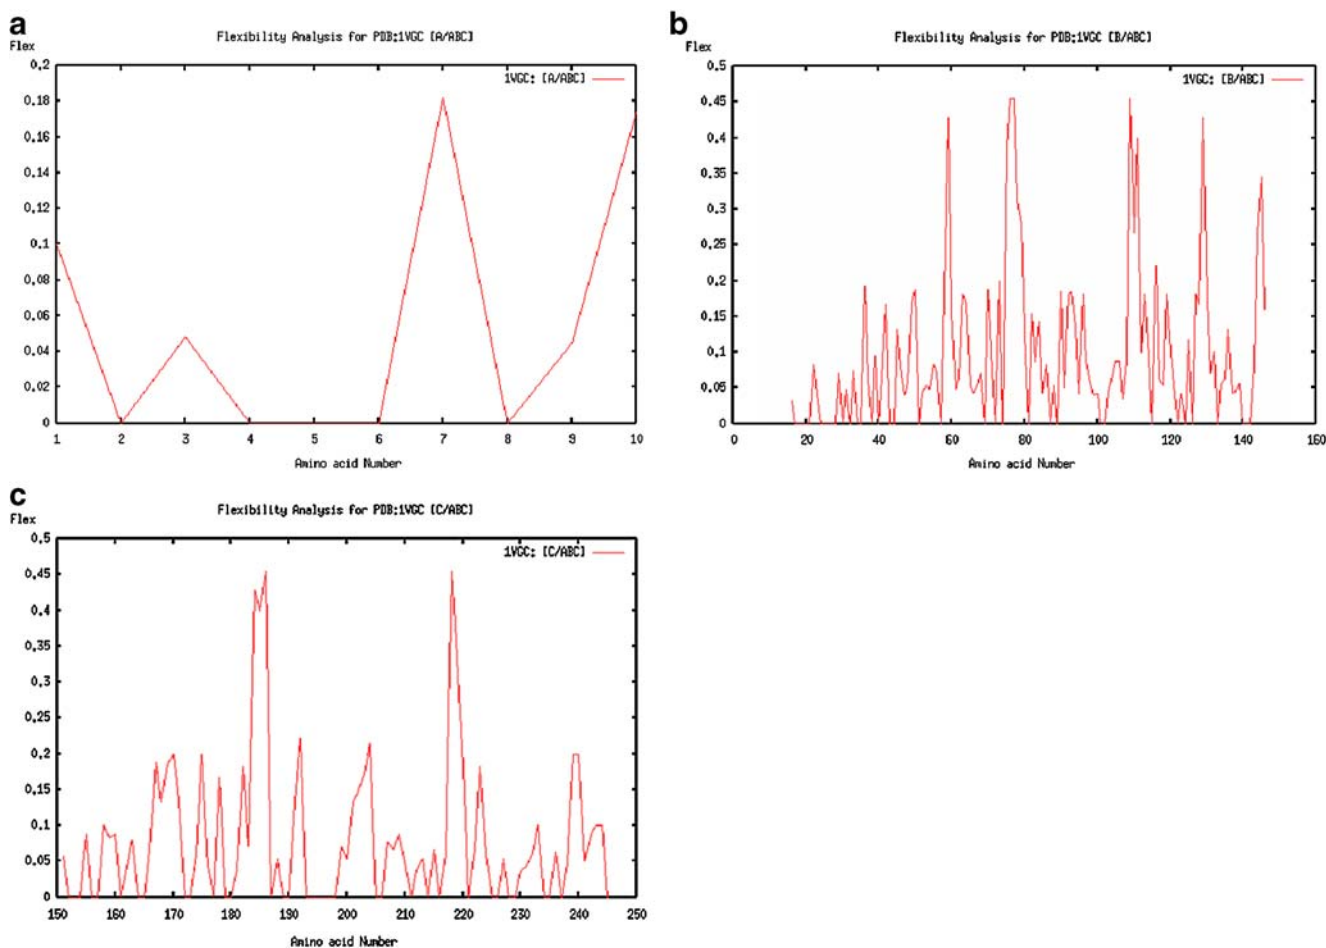 a
Flexibility Analysis for PDB:1VGC [A/ABC]
Flex
0.2
1VGC: [A/ABC]
0.18
0.16
0.14
0.12
0.1
0.08
0.06
0.04
0.02
0
1 2 3 4 5 6 7 8 9 10
Amino acid Number
b
Flexibility Analysis for PDB:1VGC [B/ABC]
Flex
0.5
1VGC: [B/ABC]
0.45
0.4
0.35
0.3
0.25
0.2
0.15
0.1
0.05
0
0 20 40 60 80 100 120 140 160
Amino acid Number
c
Flexibility Analysis for PDB:1VGC [C/ABC]
Flex
0.5
1VGC: [C/ABC]
0.45
0.4
0.35
0.3
0.25
0.2
0.15
0.1
0.05
0
150 160 170 180 190 200 210 220 230 240 250
Amino acid Number